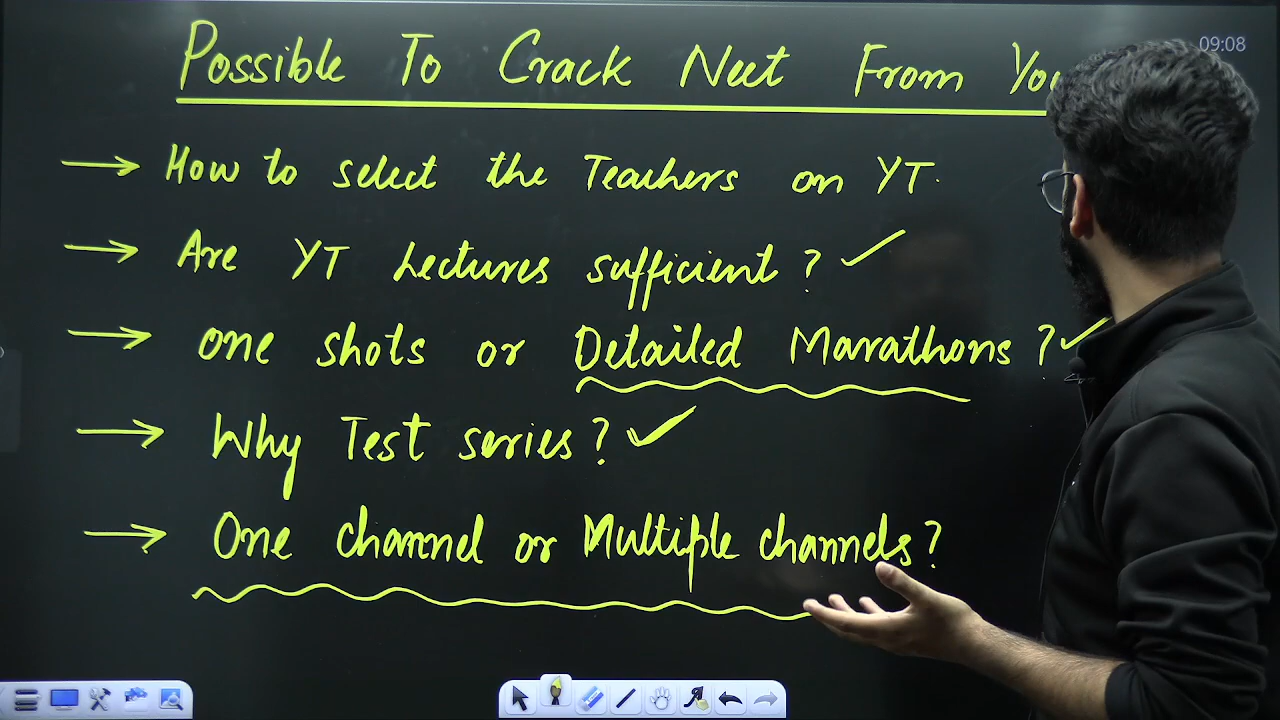 09:08
Possible To Crack Neet From
→ How to select the Teachers on YT.
→ Are YT Lectures sufficient? ✓
→ one shots or Detailed Marathons? ✓
→ Why Test series? ✓
→ One channel or Multiple channels?